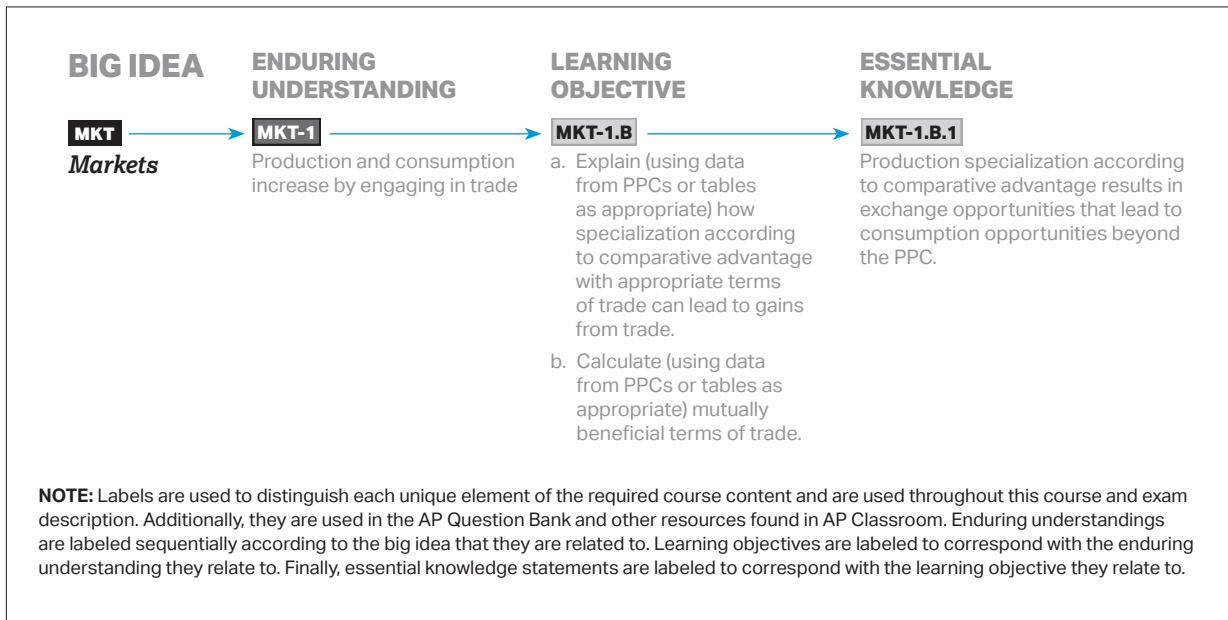 BIG IDEA
MKT
Markets
ENDURING
UNDERSTANDING
MKT-1
Production and consumption
increase by engaging in trade
LEARNING
OBJECTIVE
MKT-1.B
a. Explain (using data
from PPCs or tables
as appropriate) how
specialization according
to comparative advantage
with appropriate terms
of trade can lead to gains
from trade.
b. Calculate (using data
from PPCs or tables as
appropriate) mutually
beneficial terms of trade.
ESSENTIAL
KNOWLEDGE
MKT-1.B.1
Production specialization according
to comparative advantage results in
exchange opportunities that lead to
consumption opportunities beyond
the PPC.
NOTE: Labels are used to distinguish each unique element of the required course content and are used throughout this course and exam
description. Additionally, they are used in the AP Question Bank and other resources found in AP Classroom. Enduring understandings
are labeled sequentially according to the big idea that they are related to. Learning objectives are labeled to correspond with the enduring
understanding they relate to. Finally, essential knowledge statements are labeled to correspond with the learning objective they relate to.